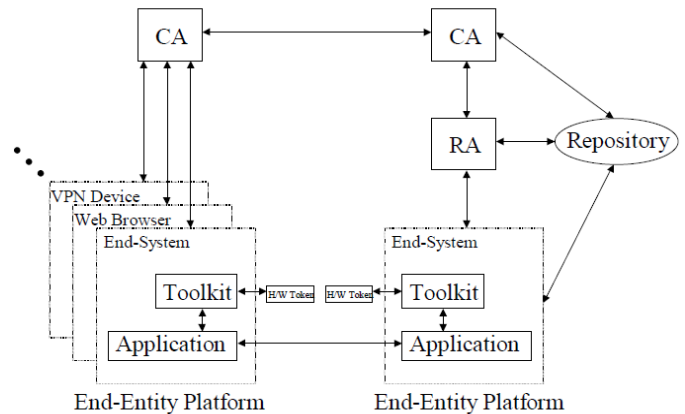 CA
CA
RA
Repository
VPN Device
Web Browser
End-System
End-System
Toolkit
H/W Token
H/W Token
Toolkit
Application
Application
End-Entity Platform
End-Entity Platform